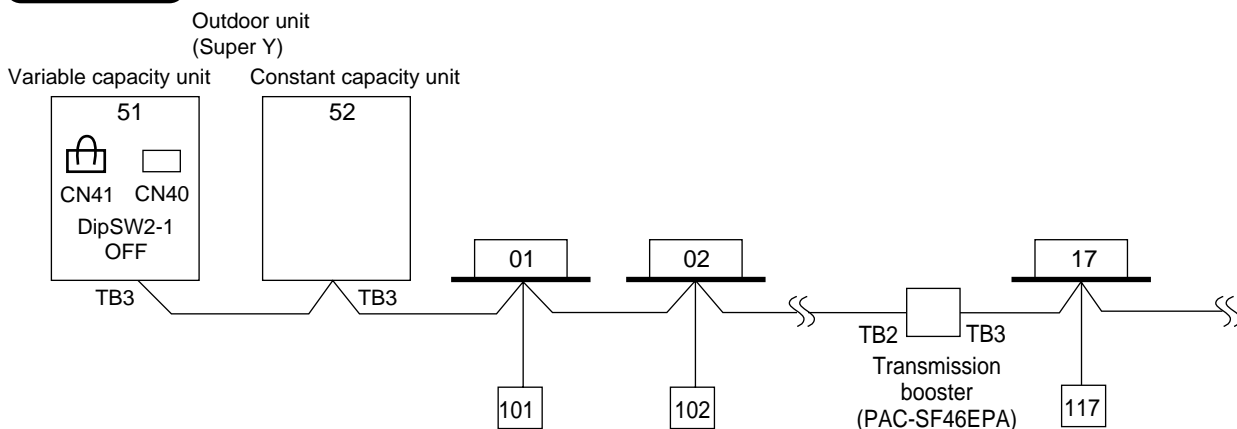 Outdoor unit
(Super Y)
Variable capacity unit
Constant capacity unit
51
52
CN41
CN40
DipSW2-1
OFF
01
02
17
TB3
TB3
TB2
TB3
Transmission
booster
(PAC-SF46EPA)
101
102
117